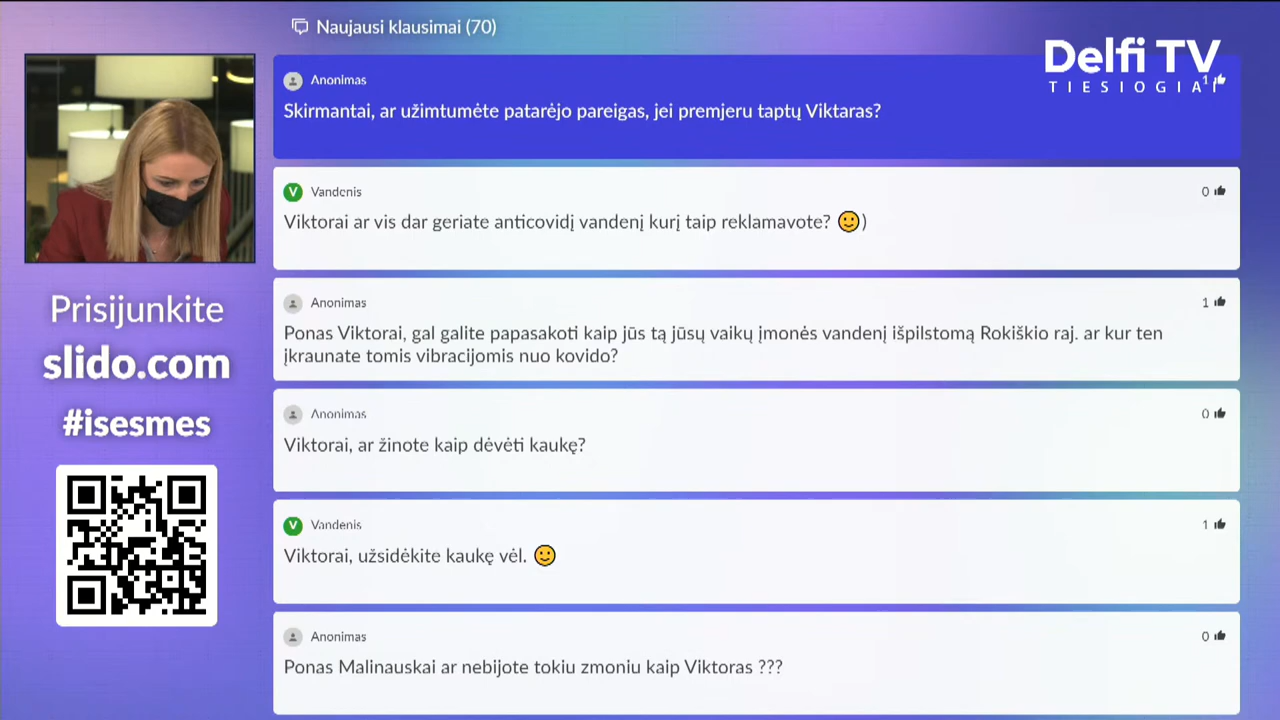 Naujausi klausimai (70)
Delfi TV
TIESIOGIAI
Anonimas
1
Skirmantai, ar užimtumėte patarėjo pareigas, jei premjeru taptų Viktaras?
V
Vandenis
0
Viktorai ar vis dar geriate anticovidį vandenį kurį taip reklamavote? 🙂)
Anonimas
1
Ponas Viktorai, gal galite papasakoti kaip jūs tą jūsų vaikų įmonės vandenį išpilstomą Rokiškio raj. ar kur ten
įkraunate tomis vibracijomis nuo kovido?
Anonimas
0
Viktorai, ar žinote kaip dėvėti kaukę?
V
Vandenis
1
Viktorai, užsidėkite kaukę vėl. 🙂
Anonimas
0
Ponas Malinauskai ar nebijote tokiu zmoniu kaip Viktoras ???
Prisijunkite
slido.com
#isesmes